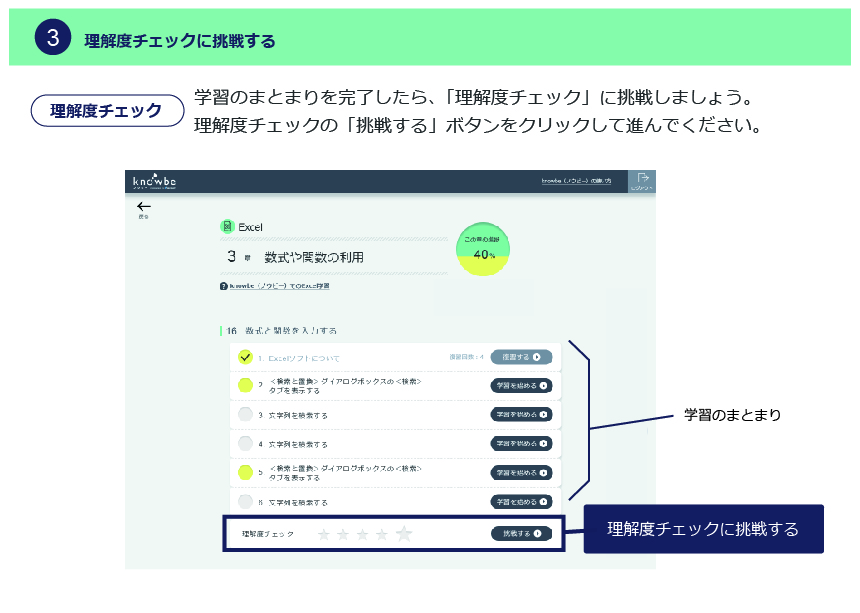 3 理解度チェックに挑戦する
理解度チェック
学習のまとまりを完了したら、「理解度チェック」に挑戦しましょう。
理解度チェックの「挑戦する」ボタンをクリックして進んでください。
knowbe
knowbe（ノウビー）の使い方
ログアウト
戻る
Excel
3 章 数式や関数の利用
この章の進捗
40%
? knowbe（ノウビー）でのExcel学習
16. 数式と関数を入力する
1. Excelソフトについて
復習回数：4
復習する
2. ＜検索と置換＞ダイアログボックスの＜検索＞
タブを表示する
学習を始める
3. 文字列を検索する
学習を始める
4. 文字列を検索する
学習を始める
5. ＜検索と置換＞ダイアログボックスの＜検索＞
タブを表示する
学習を始める
6. 文字列を検索する
学習を始める
理解度チェック
挑戦する
学習のまとまり
理解度チェックに挑戦する